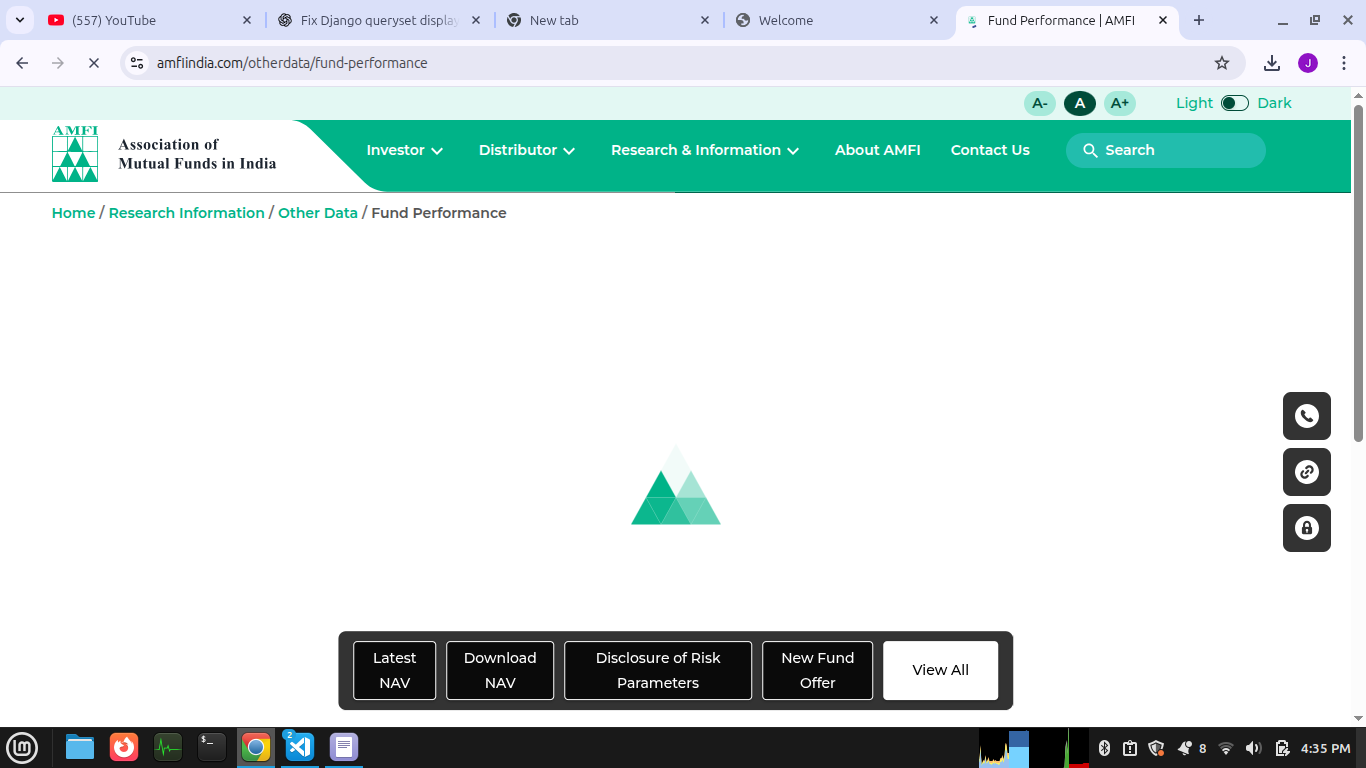 (557) YouTube
Fix Django queryset display
New tab
Welcome
Fund Performance | AMFI
amfiindia.com/otherdata/fund-performance
J
A-
A
A+
Light
Dark
AMFI
Association of
Mutual Funds in India
Investor
Distributor
Research & Information
About AMFI
Contact Us
Search
Home / Research Information / Other Data / Fund Performance
Latest
NAV
Download
NAV
Disclosure of Risk
Parameters
New Fund
Offer
View All
2
8
4:35 PM